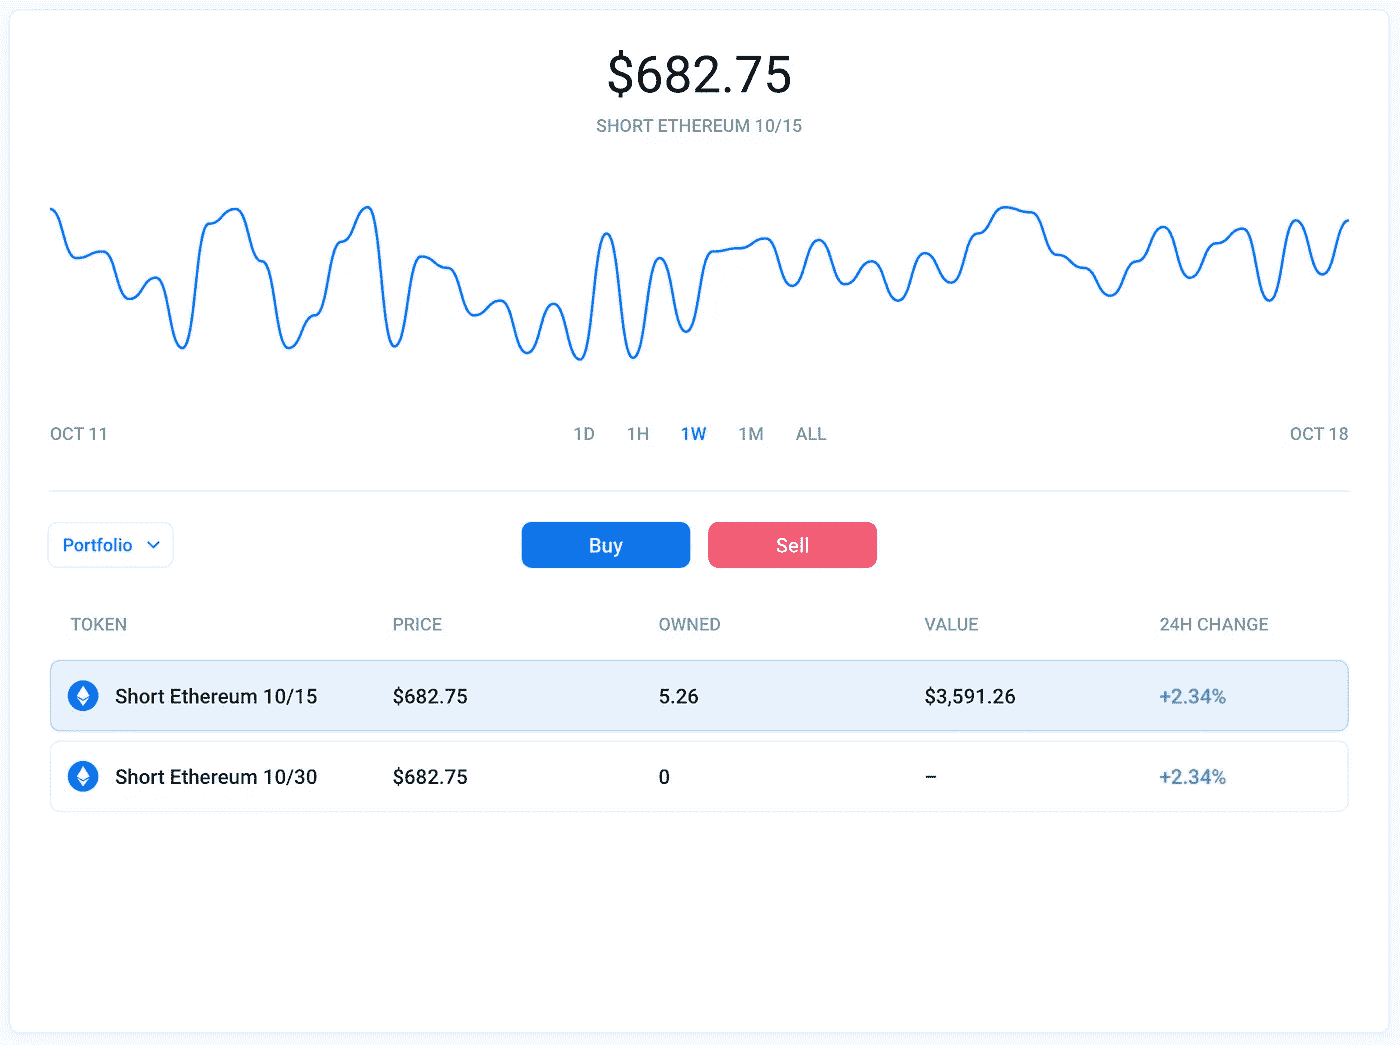 $682.75
SHORT ETHEREUM 10/15
OCT 11 1D 1H 1W 1M ALL OCT 18
Portfolio Buy Sell
TOKEN PRICE OWNED VALUE 24H CHANGE
Short Ethereum 10/15 $682.75 5.26 $3,591.26 +2.34%
Short Ethereum 10/30 $682.75 0 – +2.34%